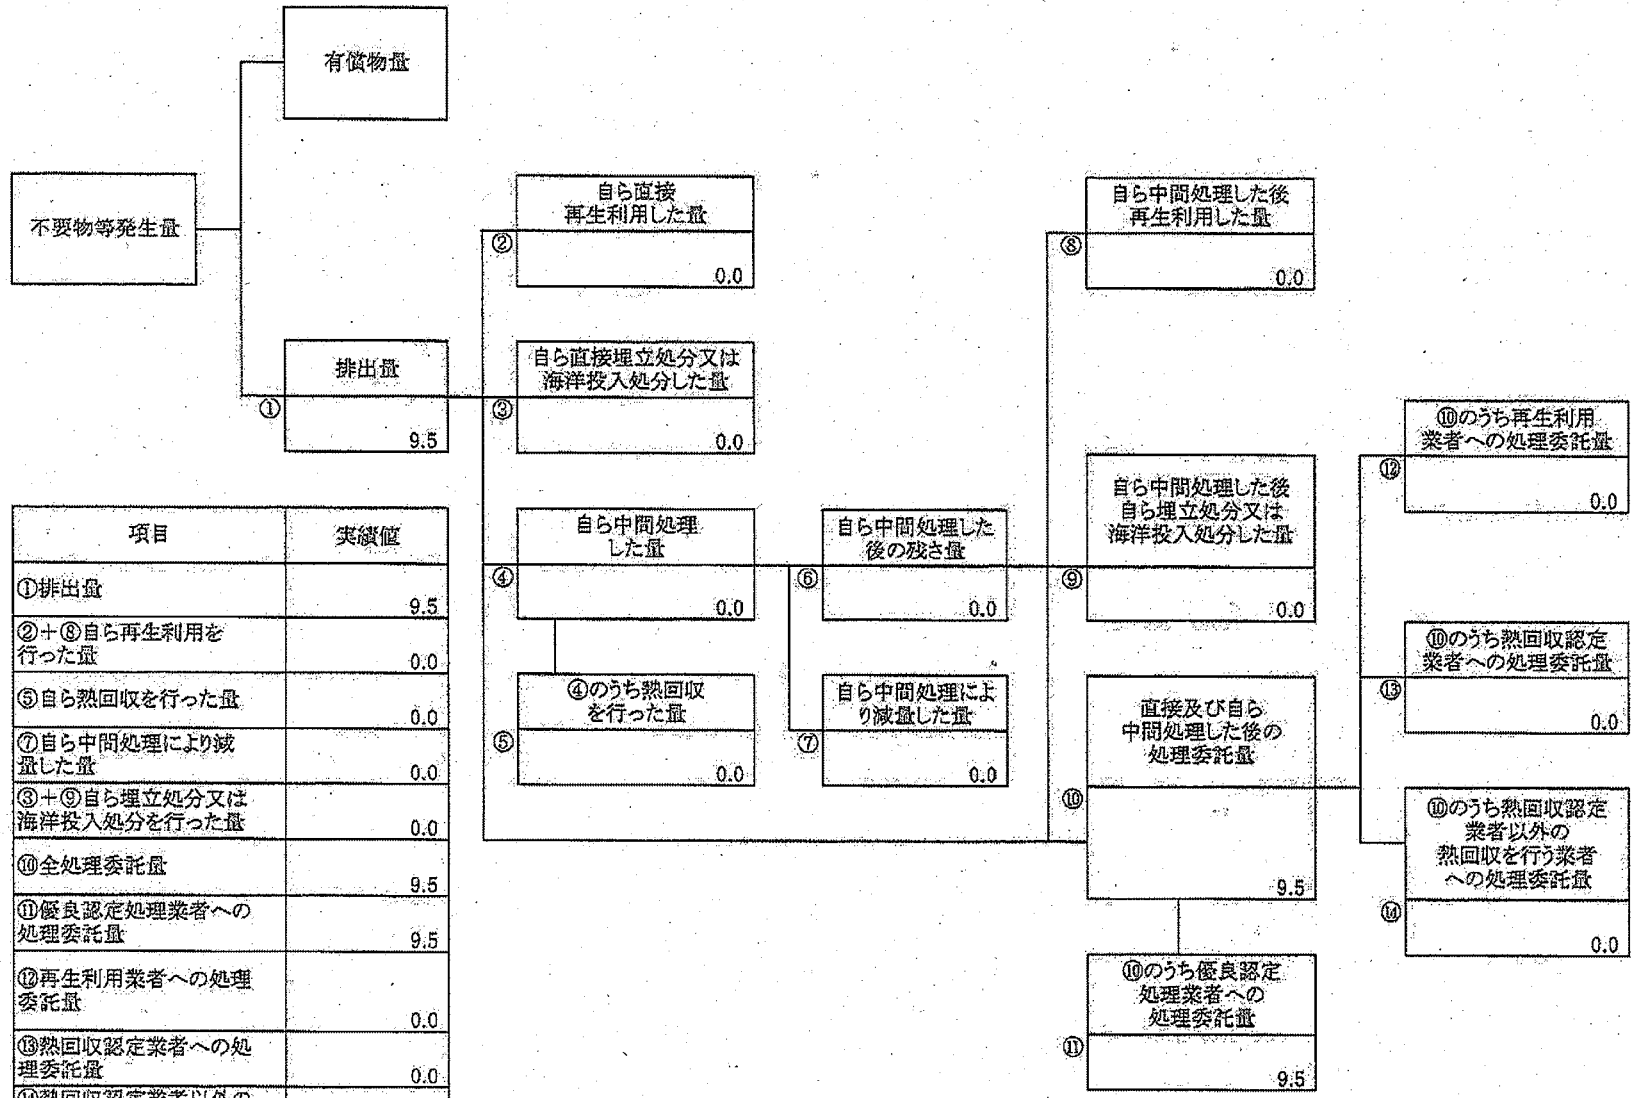 有償物量
不要物等発生量
排出量
①
9.5
自ら直接
再生利用した量
②
0.0
自ら直接埋立処分又は
海洋投入処分した量
③
0.0
自ら中間処理
した量
④
0.0
④のうち熱回収
を行った量
⑤
0.0
自ら中間処理した
後の残さ量
⑥
0.0
自ら中間処理によ
り減量した量
⑦
0.0
自ら中間処理した後
再生利用した量
⑧
0.0
自ら中間処理した後
自ら埋立処分又は
海洋投入処分した量
⑨
0.0
直接及び自ら
中間処理した後の
処理委託量
⑩
9.5
⑩のうち優良認定
処理業者への
処理委託量
⑪
9.5
⑩のうち再生利用
業者への処理委託量
⑫
0.0
⑩のうち熱回収認定
業者への処理委託量
⑬
0.0
⑩のうち熱回収認定
業者以外の
熱回収を行う業者
への処理委託量
⑭
0.0
項目 実績値
①排出量 9.5
②+⑧自ら再生利用を
行った量 0.0
⑤自ら熱回収を行った量 0.0
⑦自ら中間処理により減
量した量 0.0
③+⑨自ら埋立処分又は
海洋投入処分を行った量 0.0
⑩全処理委託量 9.5
⑪優良認定処理業者への
処理委託量 9.5
⑫再生利用業者への処理
委託量 0.0
⑬熱回収認定業者への処
理委託量 0.0
⑭熱回収認定業者以外の